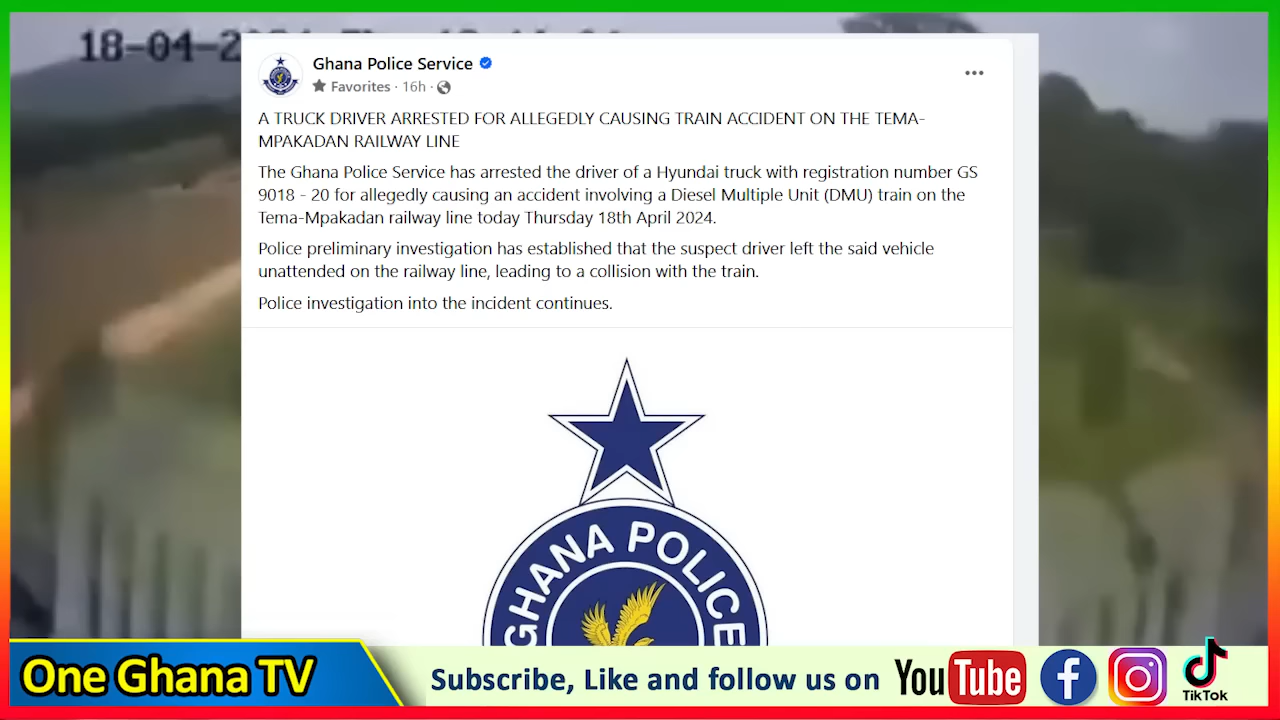 18-04-2
Ghana Police Service
Favorites · 16h ·
A TRUCK DRIVER ARRESTED FOR ALLEGEDLY CAUSING TRAIN ACCIDENT ON THE TEMA-
MPAKADAN RAILWAY LINE
The Ghana Police Service has arrested the driver of a Hyundai truck with registration number GS
9018 - 20 for allegedly causing an accident involving a Diesel Multiple Unit (DMU) train on the
Tema-Mpakadan railway line today Thursday 18th April 2024.
Police preliminary investigation has established that the suspect driver left the said vehicle
unattended on the railway line, leading to a collision with the train.
Police investigation into the incident continues.
GHANA POLICE
One Ghana TV
Subscribe, Like and follow us on YouTube
TikTok